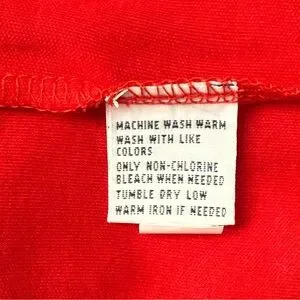 MACHINE WASH WARM
WASH WITH LIKE
COLORS
ONLY NON-CHLORINE
BLEACH WHEN NEEDED
TUMBLE DRY LOW
WARM IRON IF NEEDED